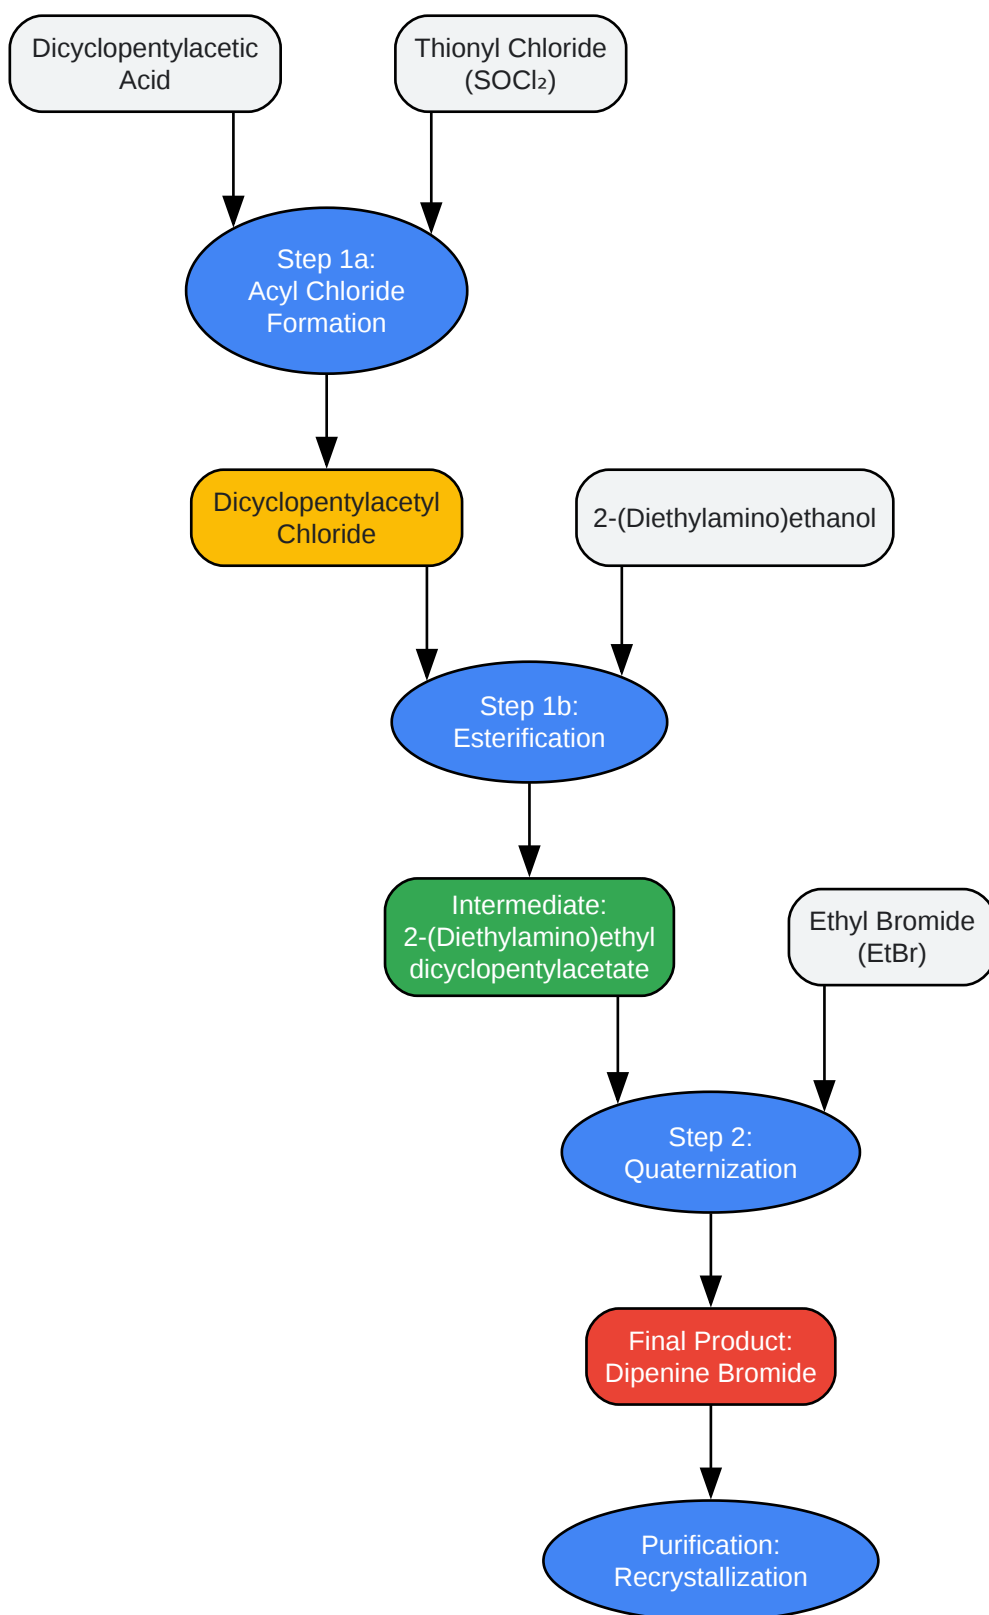 Dicyclopentylacetic
Acid
Thionyl Chloride
(SOCl₂)
Step 1a:
Acyl Chloride
Formation
Dicyclopentylacetyl
Chloride
2-(Diethylamino)ethanol
Step 1b:
Esterification
Intermediate:
2-(Diethylamino)ethyl
dicyclopentylacetate
Ethyl Bromide
(EtBr)
Step 2:
Quaternization
Final Product:
Dipenine Bromide
Purification:
Recrystallization